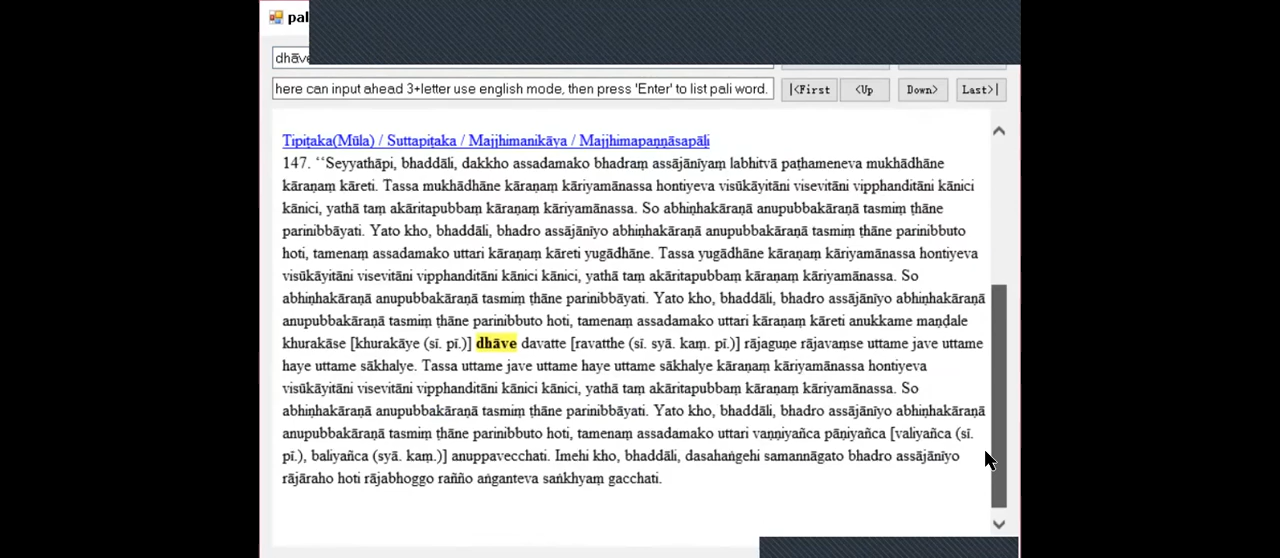 pal
dhāve
here can input ahead 3+letter use english mode, then press 'Enter' to list pali word.
|<First
<Up
Down>
Last>|
Tipiṭaka(Mūla) / Suttapiṭaka / Majjhimanikāya / Majjhimapaṇṇāsapāḷi
147. ‘‘Seyyathāpi, bhaddāli, dakkho assadamako bhadraṃ assājānīyaṃ labhitvā paṭhameneva mukhādhāne
kāraṇaṃ kāreti. Tassa mukhādhāne kāraṇaṃ kāriyamānassa hontiyeva visūkāyitāni visevitāni vipphanditāni kānici
kānici, yathā taṃ akāritapubbaṃ kāraṇaṃ kāriyamānassa. So abhiṇhakāraṇā anupubbakāraṇā tasmiṃ ṭhāne
parinibbāyati. Yato kho, bhaddāli, bhadro assājānīyo abhiṇhakāraṇā anupubbakāraṇā tasmiṃ ṭhāne parinibbuto
hoti, tamenaṃ assadamako uttari kāraṇaṃ kāreti yugādhāne. Tassa yugādhāne kāraṇaṃ kāriyamānassa hontiyeva
visūkāyitāni visevitāni vipphanditāni kānici kānici, yathā taṃ akāritapubbaṃ kāraṇaṃ kāriyamānassa. So
abhiṇhakāraṇā anupubbakāraṇā tasmiṃ ṭhāne parinibbāyati. Yato kho, bhaddāli, bhadro assājānīyo abhiṇhakāraṇā
anupubbakāraṇā tasmiṃ ṭhāne parinibbuto hoti, tamenaṃ assadamako uttari kāraṇaṃ kāreti anukkame maṇḍale
khurakāse [khurakāye (sī. pī.)] dhāve davatte [ravatthe (sī. syā. kaṃ. pī.)] rājaguṇe rājavaṃse uttame jave uttame
haye uttame sākhalye. Tassa uttame jave uttame haye uttame sākhalye kāraṇaṃ kāriyamānassa hontiyeva
visūkāyitāni visevitāni vipphanditāni kānici kānici, yathā taṃ akāritapubbaṃ kāraṇaṃ kāriyamānassa. So
abhiṇhakāraṇā anupubbakāraṇā tasmiṃ ṭhāne parinibbāyati. Yato kho, bhaddāli, bhadro assājānīyo abhiṇhakāraṇā
anupubbakāraṇā tasmiṃ ṭhāne parinibbuto hoti, tamenaṃ assadamako uttari vaṇṇiyañca pāṇiyañca [valiyañca (sī.
pī.), baliyañca (syā. kaṃ.)] anuppavecchati. Imehi kho, bhaddāli, dasahaṅgehi samannāgato bhadro assājānīyo
rājāraho hoti rājabhoggo rañño aṅganteva saṅkhyaṃ gacchati.